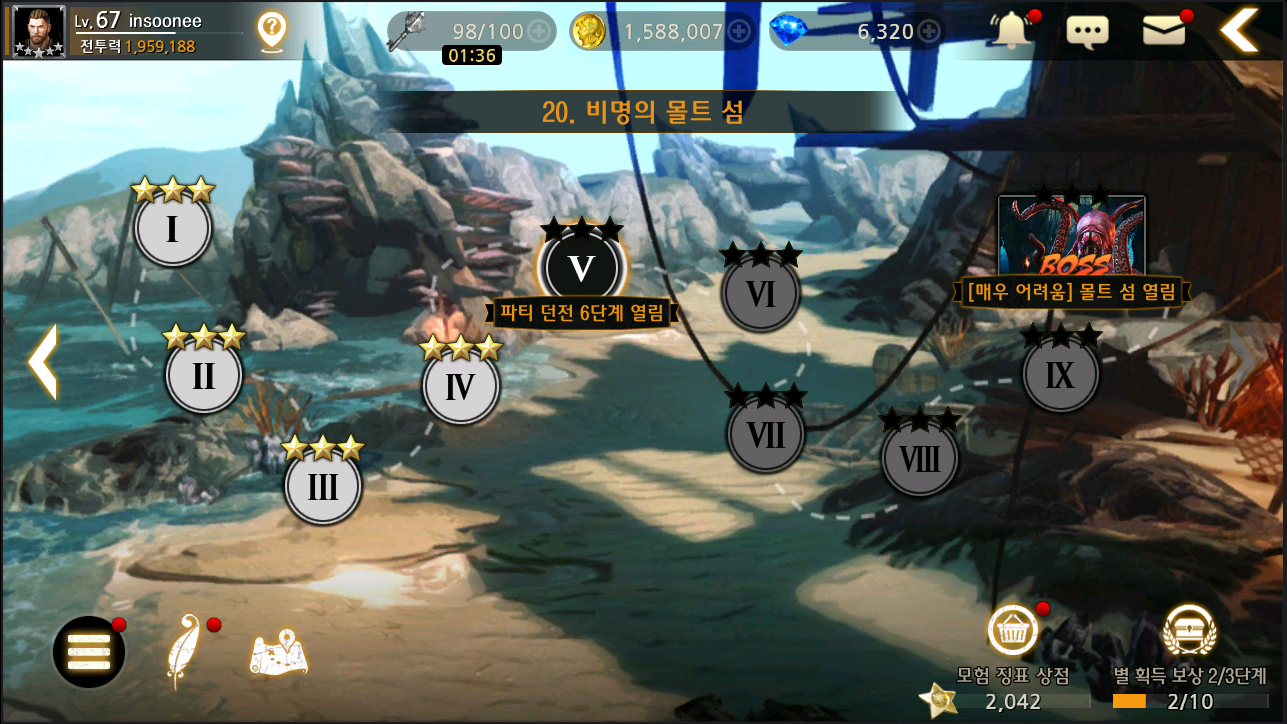 Lv.67 insoonee
전투력 1,959,188
98/100
01:36
1,588,007
6,320
20. 비명의 몰트 섬
I
V
파티 던전 6단계 열림
VI
BOSS
[매우 어려움] 몰트 섬 열림
II
IV
IX
III
VII
VIII
모험 징표 상점
2,042
별 획득 보상 2/3단계
2/10